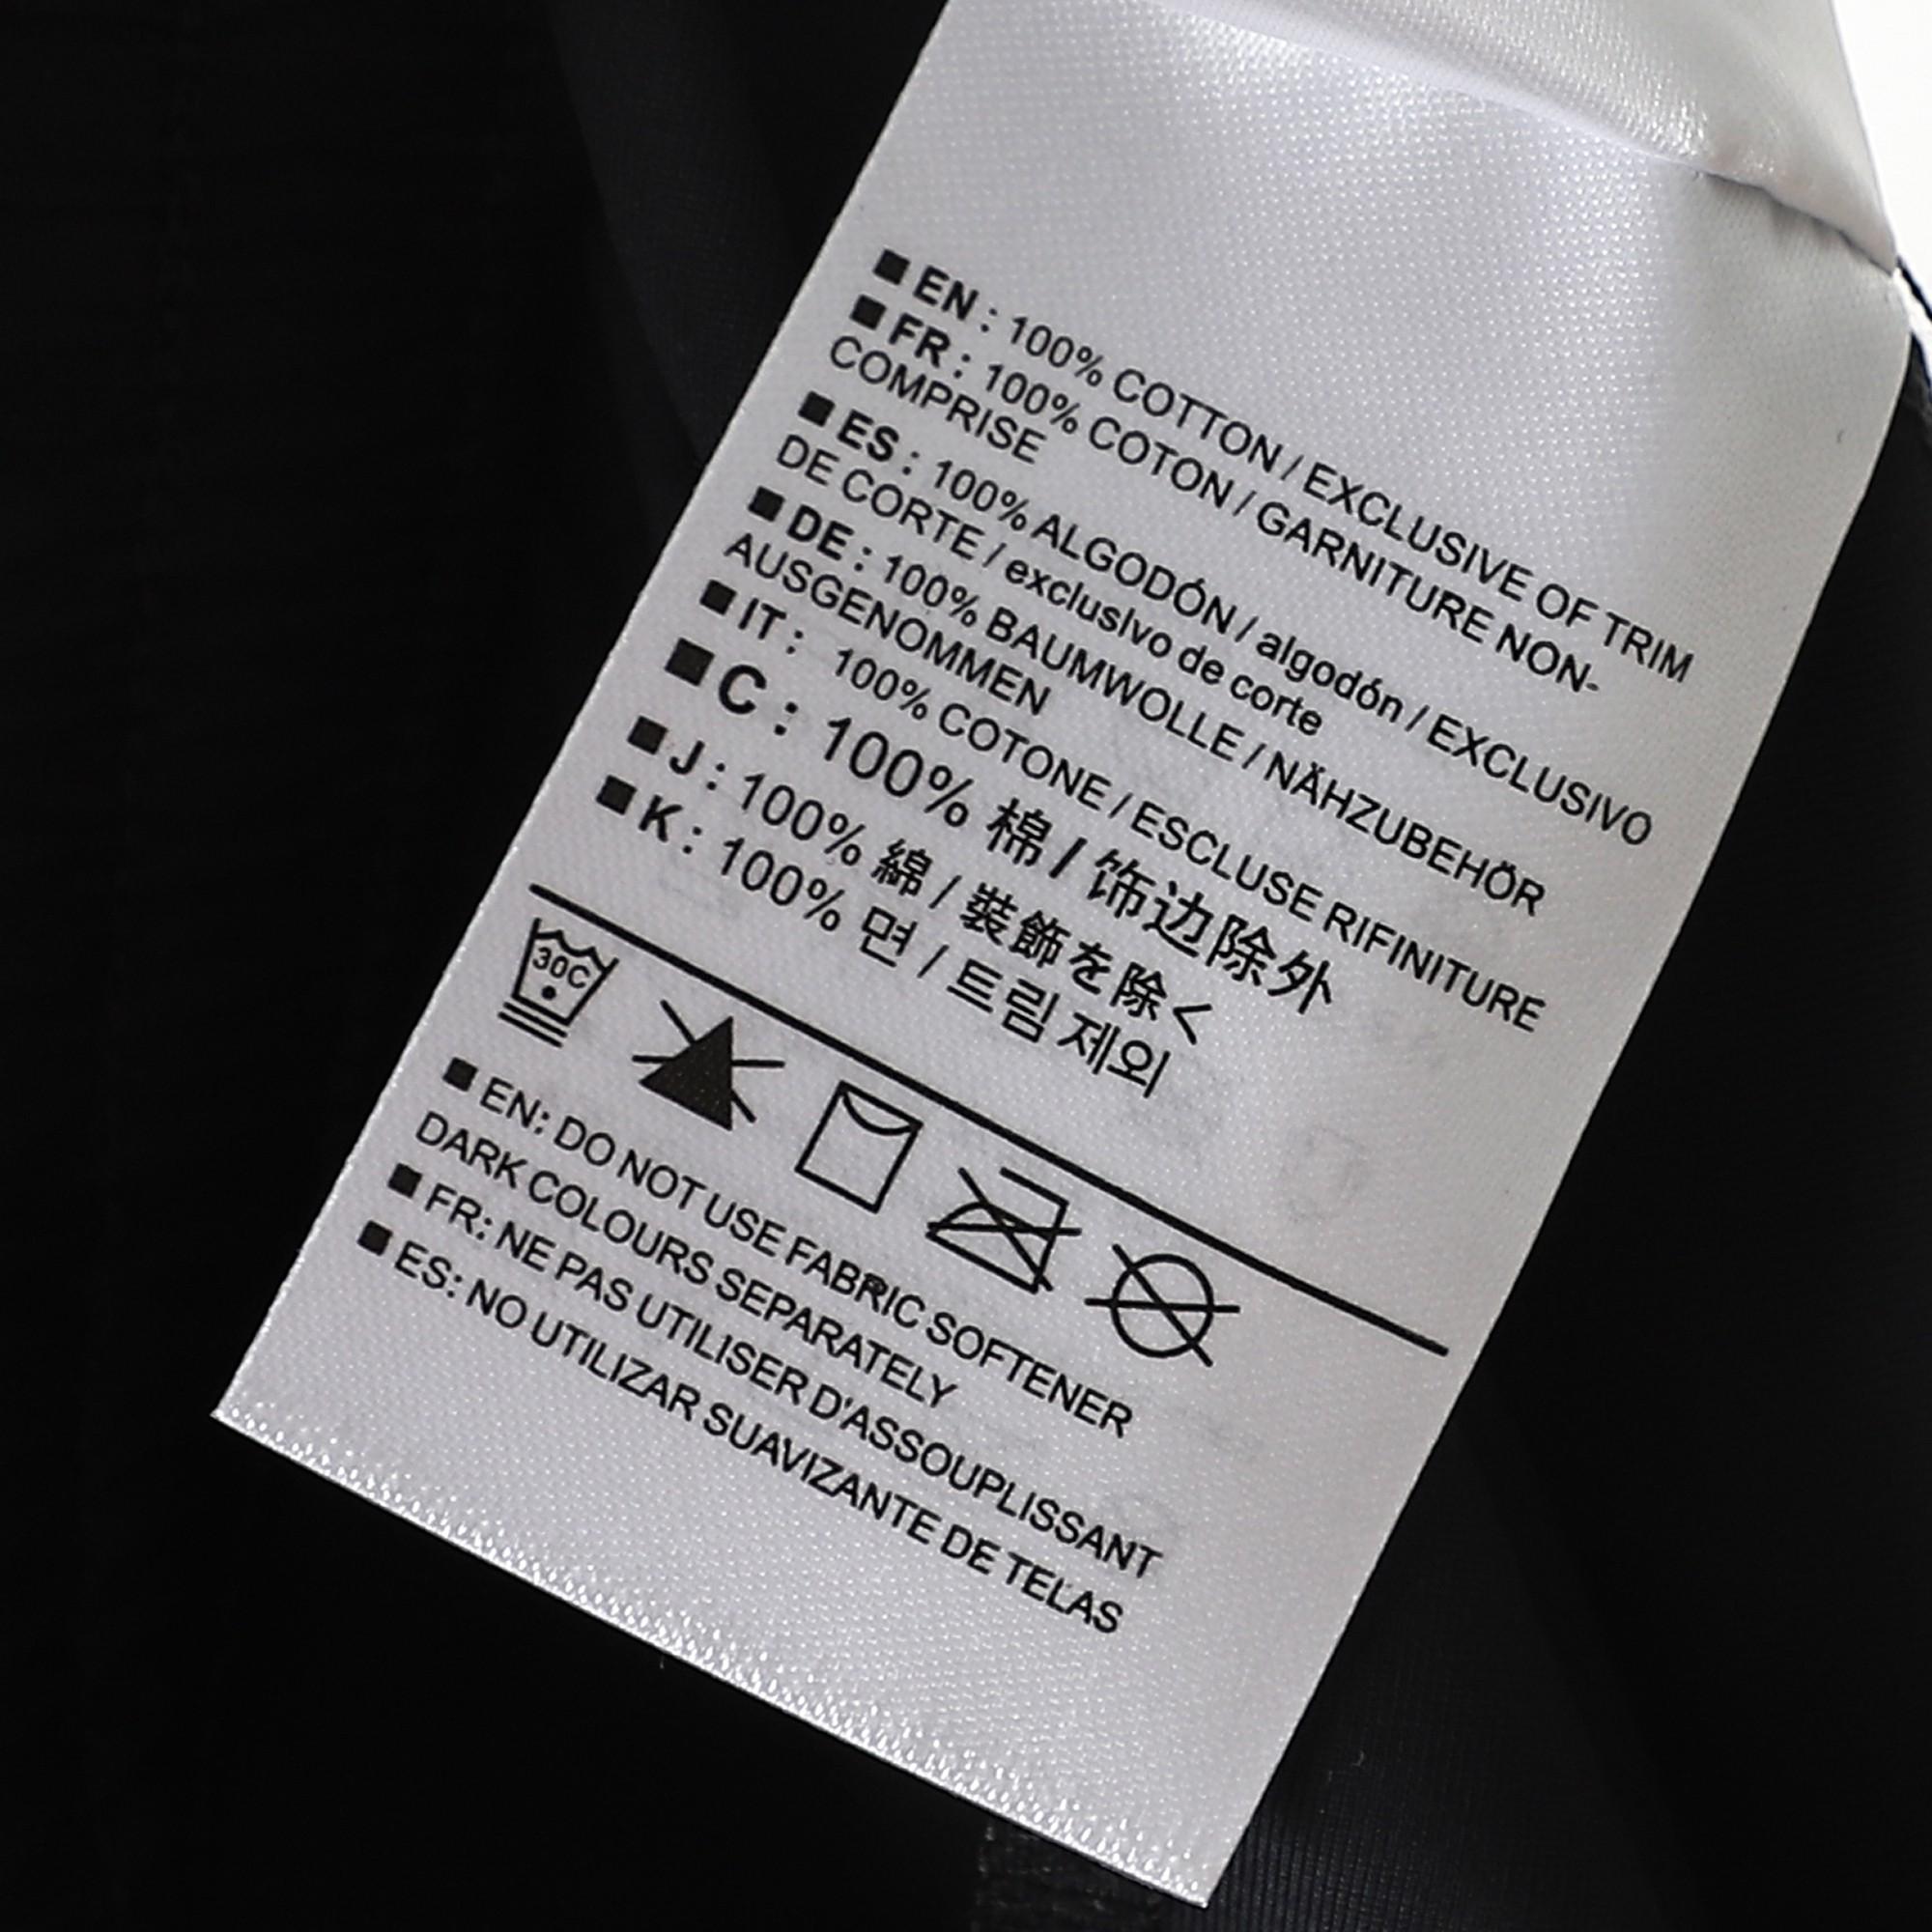 ■ EN : 100% COTTON / EXCLUSIVE OF TRIM
■ FR : 100% COTON / GARNITURE NON-
COMPRISE
■ ES : 100% ALGODÓN / algodón / EXCLUSIVO
DE CORTE / exclusivo de corte
■ DE : 100% BAUMWOLLE / NÄHZUBEHÖR
AUSGENOMMEN
■ IT : 100% COTONE / ESCLUSE RIFINITURE
■ C : 100% 棉 / 饰边除外
■ J : 100% 綿 / 裝飾を除く
■ K : 100% 면 / 트림 제외
30C
■ EN: DO NOT USE FABRIC SOFTENER
DARK COLOURS SEPARATELY
■ FR: NE PAS UTILISER D'ASSOUPLISSANT
■ ES: NO UTILIZAR SUAVIZANTE DE TELAS